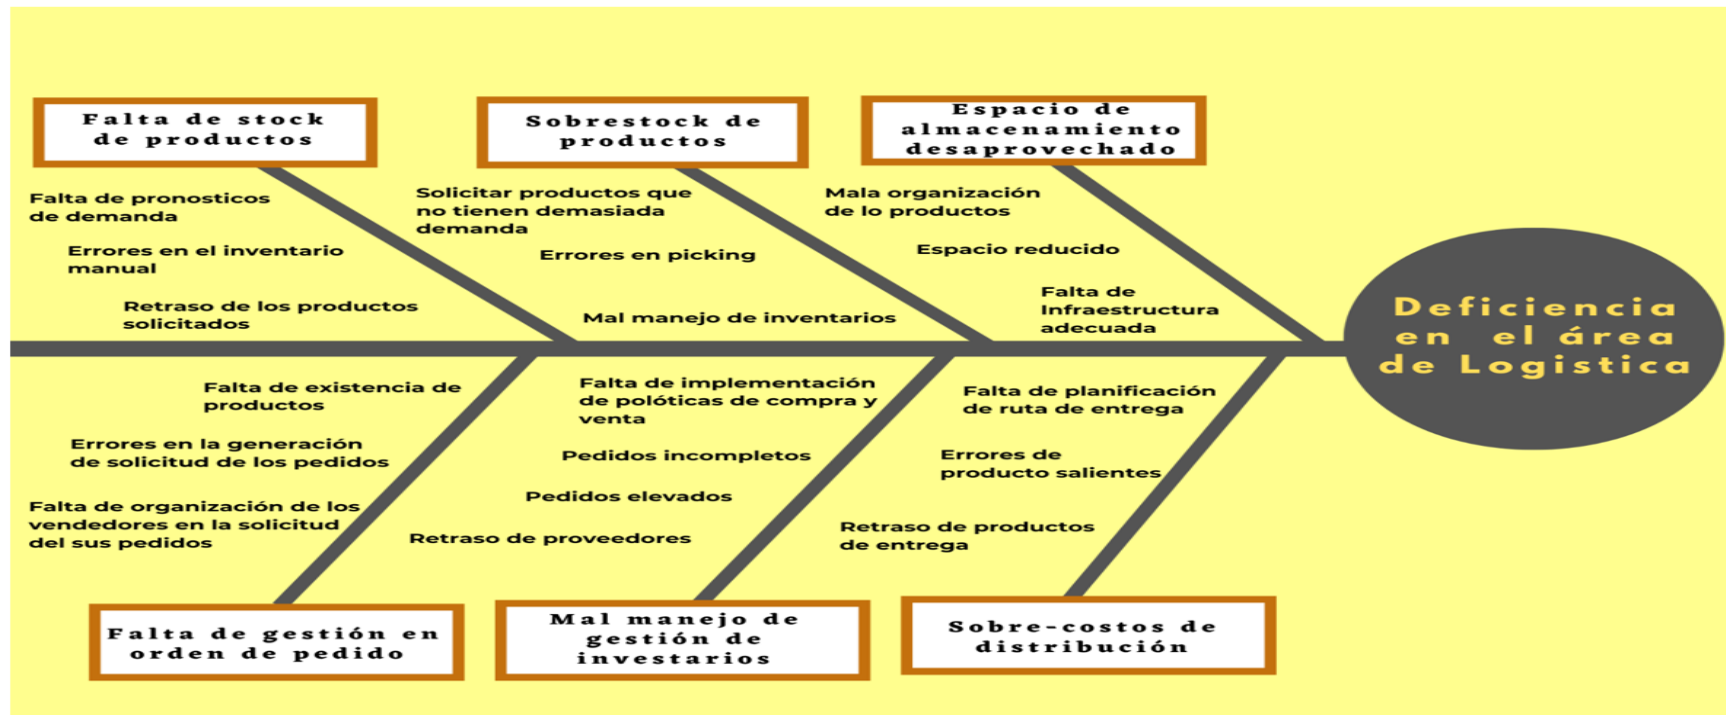 Falta de stock
de productos
Sobrestock de
productos
Espacio de
almacenamiento
desaprovechado
Falta de pronosticos
de demanda
Errores en el inventario
manual
Retraso de los productos
solicitados
Solicitar productos que
no tienen demasiada
demanda
Errores en picking
Mal manejo de inventarios
Mala organización
de lo productos
Espacio reducido
Falta de
Infraestructura
adecuada
Deficiencia
en el área
de Logistica
Falta de existencia de
productos
Errores en la generación
de solicitud de los pedidos
Falta de organización de los
vendedores en la solicitud
del sus pedidos
Falta de implementación
de polóticas de compra y
venta
Pedidos incompletos
Pedidos elevados
Retraso de proveedores
Falta de planificación
de ruta de entrega
Errores de
producto salientes
Retraso de productos
de entrega
Falta de gestión en
orden de pedido
Mal manejo de
gestión de
investarios
Sobre-costos de
distribución